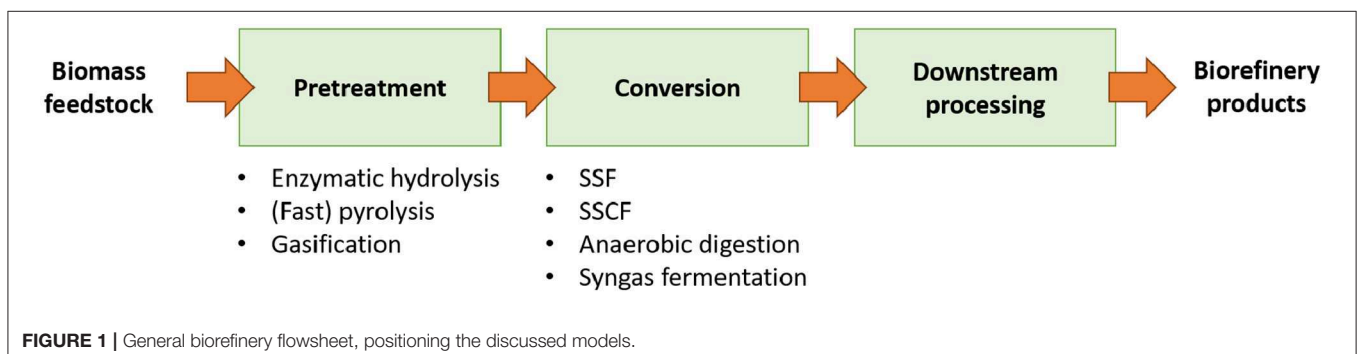 Biomass
feedstock
Pretreatment
Conversion
Downstream
processing
Biorefinery
products
• Enzymatic hydrolysis
• (Fast) pyrolysis
• Gasification
• SSF
• SSCF
• Anaerobic digestion
• Syngas fermentation
FIGURE 1 | General biorefinery flowsheet, positioning the discussed models.